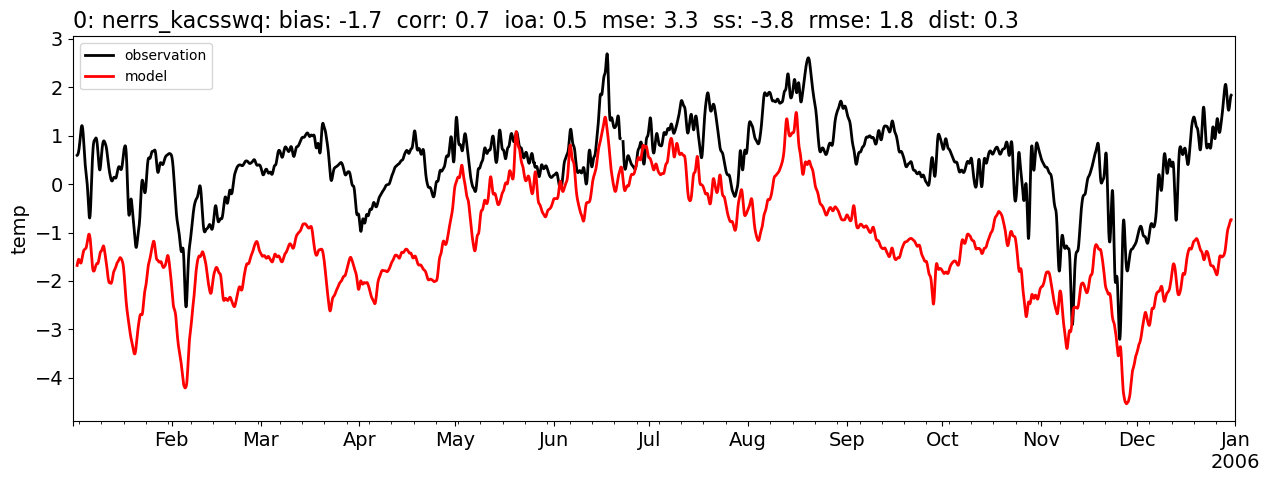 0: nerrs_kacsswq: bias: -1.7  corr: 0.7  ioa: 0.5  mse: 3.3  ss: -3.8  rmse: 1.8  dist: 0.3
observation
model
temp
3
2
1
0
−1
−2
−3
−4
Feb Mar Apr May Jun Jul Aug Sep Oct Nov Dec Jan
2006